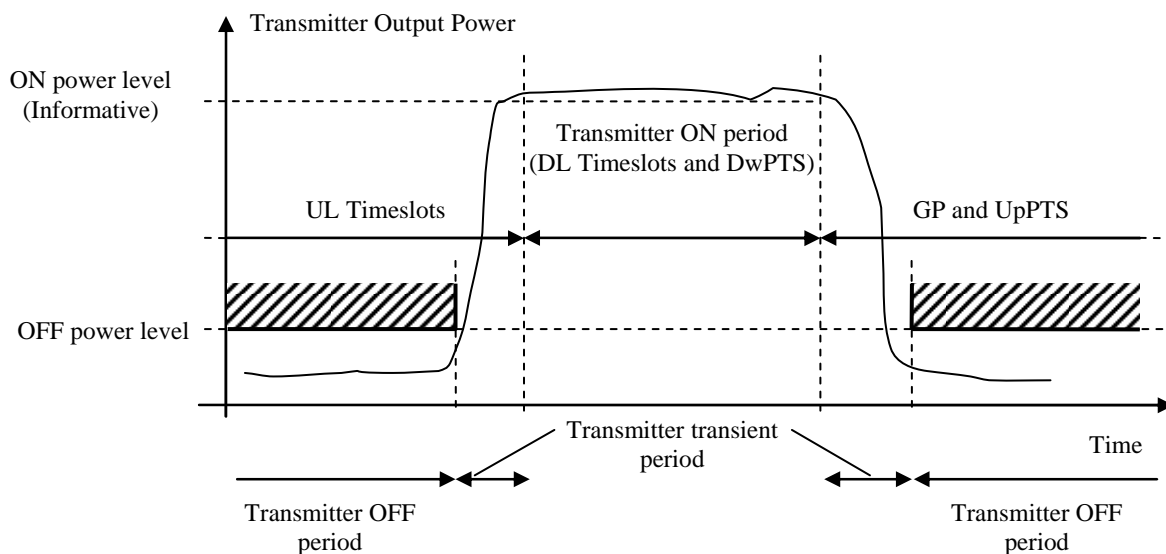 Transmitter Output Power
ON power level
(Informative)
Transmitter ON period
(DL Timeslots and DwPTS)
UL Timeslots
GP and UpPTS
OFF power level
Time
Transmitter transient
period
Transmitter OFF
period
Transmitter OFF
period